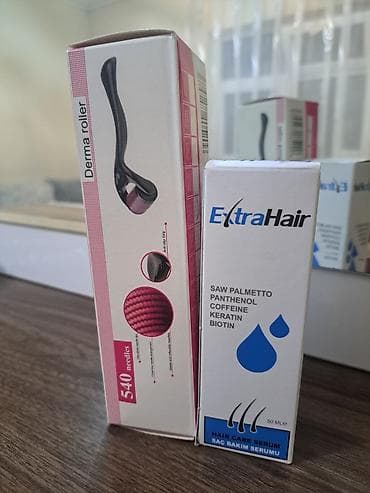 Derma roller
540 needles
ExtraHair
SAW PALMETTO
PANTHENOL
COFFEINE
KERATIN
BIOTIN
50 ML e
HAIR CARE SERUM
SAÇ BAKIM SERUMU